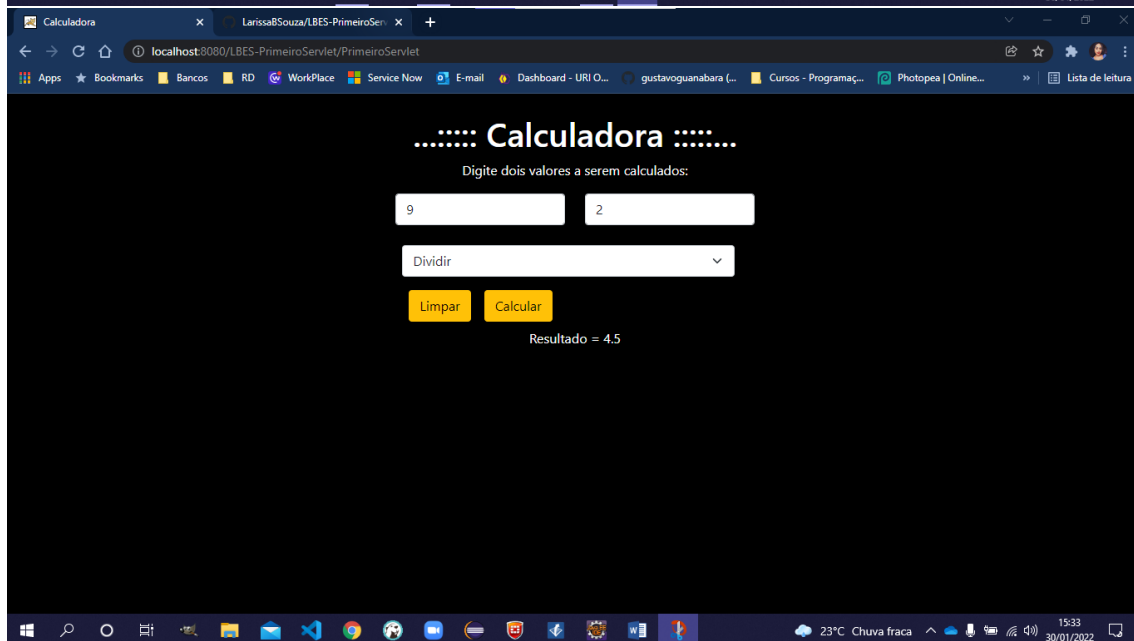 Calculadora
LarissaBSouza/LBES-PrimeiroSer
localhost:8080/LBES-PrimeiroServlet/PrimeiroServlet
Apps Bookmarks Bancos RD WorkPlace Service Now E-mail Dashboard - URI O... gustavoguanabara (... Cursos - Programaç... Photopea | Online... » Lista de leitura
...::::: Calculadora :::::...
Digite dois valores a serem calculados:
9 2
Dividir
Limpar Calcular
Resultado = 4.5
23°C Chuva fraca
15:33
30/01/2022